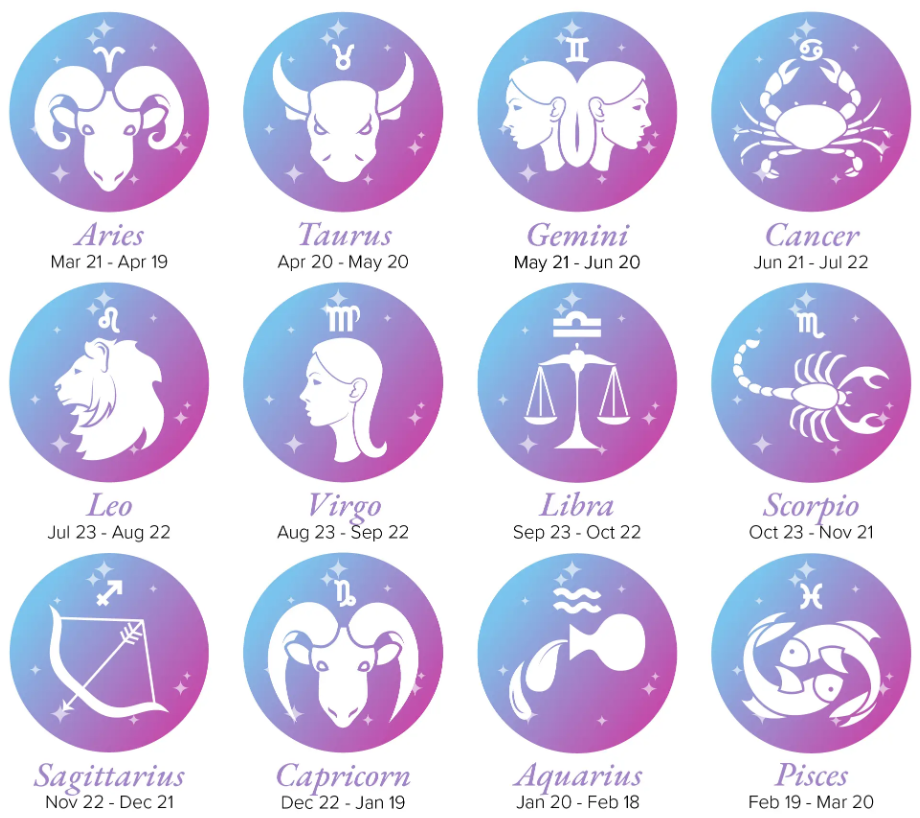 Aries
Mar 21 - Apr 19
Taurus
Apr 20 - May 20
Gemini
May 21 - Jun 20
Cancer
Jun 21 - Jul 22
Leo
Jul 23 - Aug 22
Virgo
Aug 23 - Sep 22
Libra
Sep 23 - Oct 22
Scorpio
Oct 23 - Nov 21
Sagittarius
Nov 22 - Dec 21
Capricorn
Dec 22 - Jan 19
Aquarius
Jan 20 - Feb 18
Pisces
Feb 19 - Mar 20